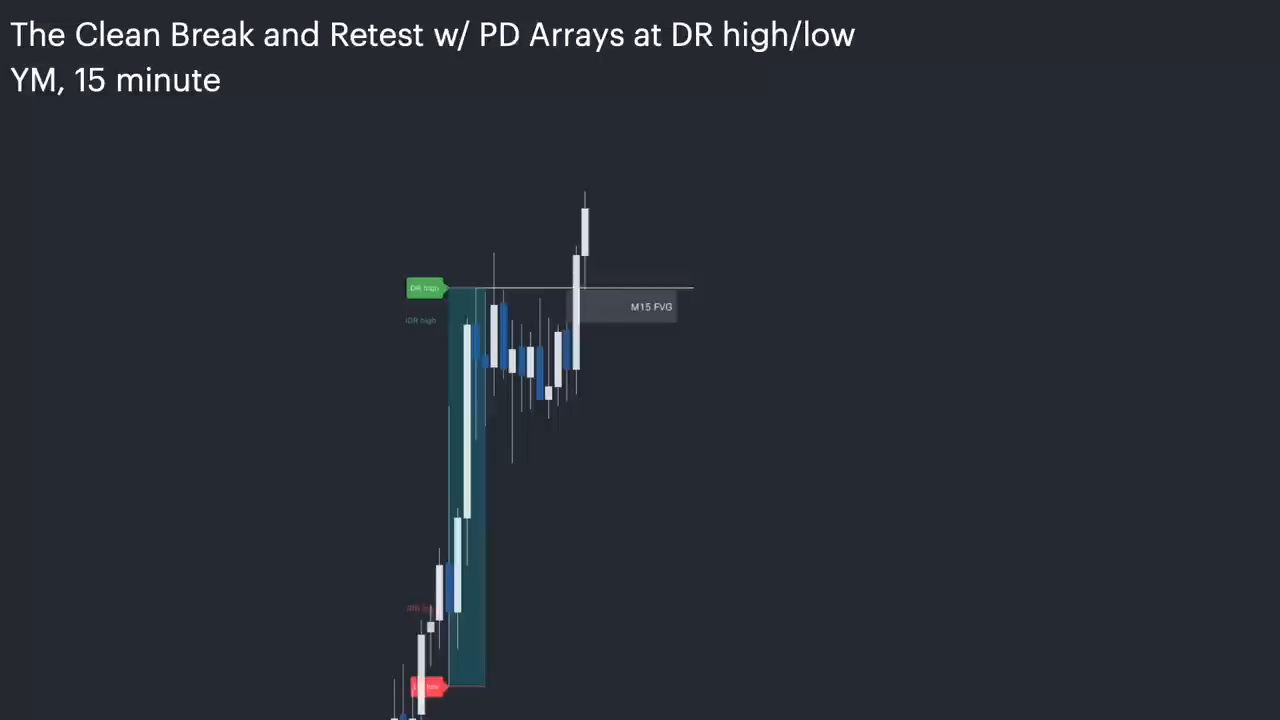 The Clean Break and Retest w/ PD Arrays at DR high/low
YM, 15 minute
DR high
M15 FVG
IDR high